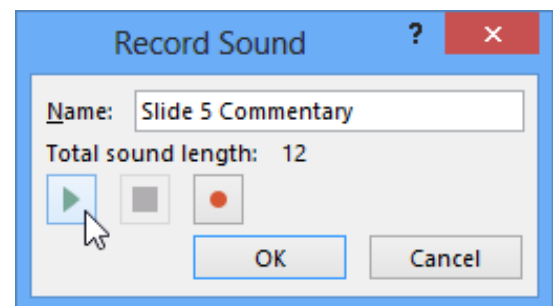 Record Sound ? ×
Name: Slide 5 Commentary
Total sound length: 12
OK Cancel